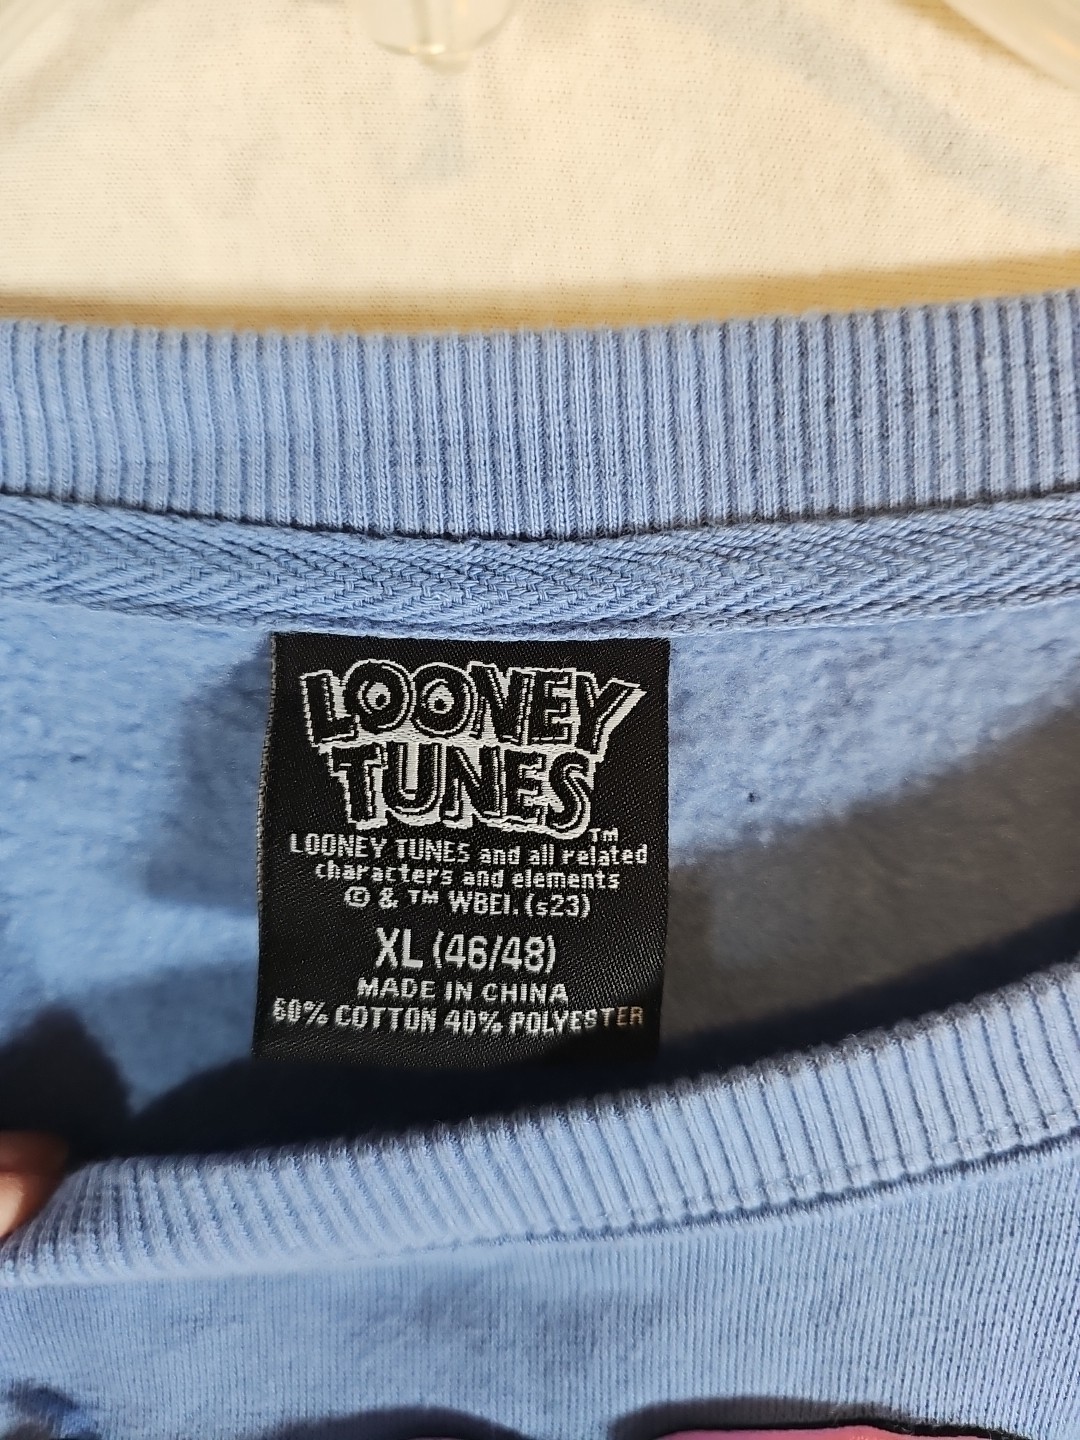 LOONEY
TUNES
TM
LOONEY TUNES and all related
characters and elements
© & ™ WBEI. (s23)
XL (46/48)
MADE IN CHINA
60% COTTON 40% POLYESTER